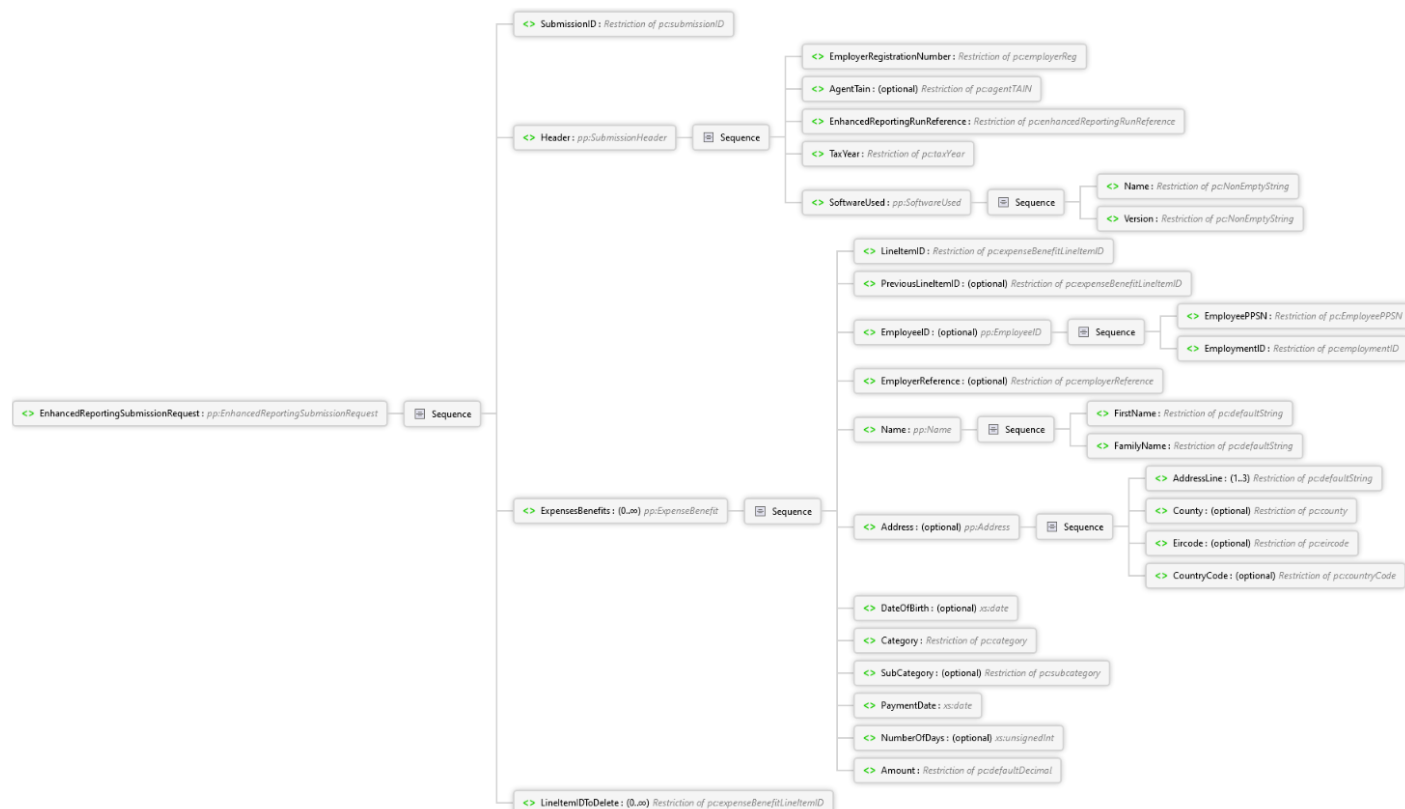 SubmissionID : Restriction of pc:submissionID
EmployerRegistrationNumber : Restriction of pc:employerReg
AgentTain : (optional) Restriction of pc:agentTAIN
EnhancedReportingRunReference : Restriction of pc:enhancedReportingRunReference
Header : pp:SubmissionHeader
Sequence
TaxYear : Restriction of pc:taxYear
SoftwareUsed : pp:SoftwareUsed
Sequence
Name : Restriction of pc:NonEmptyString
Version : Restriction of pc:NonEmptyString
LineItemID : Restriction of pc:expenseBenefitLineItemID
PreviousLineItemID : (optional) Restriction of pc:expenseBenefitLineItemID
EmployeeID : (optional) pp:EmployeeID
Sequence
EmployeePPSN : Restriction of pc:EmployeePPSN
EmploymentID : Restriction of pc:employmentID
EmployerReference : (optional) Restriction of pc:employerReference
EnhancedReportingSubmissionRequest : pp:EnhancedReportingSubmissionRequest
Sequence
Name : pp:Name
Sequence
FirstName : Restriction of pc:defaultString
FamilyName : Restriction of pc:defaultString
ExpensesBenefits : (0..∞) pp:ExpenseBenefit
Sequence
Address : (optional) pp:Address
Sequence
AddressLine : (1..3) Restriction of pc:defaultString
County : (optional) Restriction of pc:county
Eircode : (optional) Restriction of pc:eircode
CountryCode : (optional) Restriction of pc:countryCode
DateOfBirth : (optional) xs:date
Category : Restriction of pc:category
SubCategory : (optional) Restriction of pc:subcategory
PaymentDate : xs:date
NumberOfDays : (optional) xs:unsignedInt
Amount : Restriction of pc:defaultDecimal
LineItemIDToDelete : (0..∞) Restriction of pc:expenseBenefitLineItemID